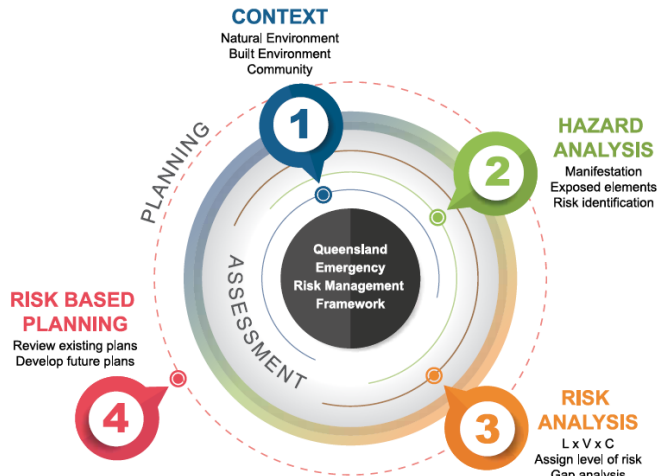 CONTEXT
Natural Environment
Built Environment
Community
1
PLANNING
HAZARD
ANALYSIS
Manifestation
Exposed elements
Risk identification
2
Queensland
Emergency
Risk Management
Framework
ASSESSMENT
RISK BASED
PLANNING
Review existing plans
Develop future plans
4
3
RISK
ANALYSIS
L x V x C
Assign level of risk
Gap analysis